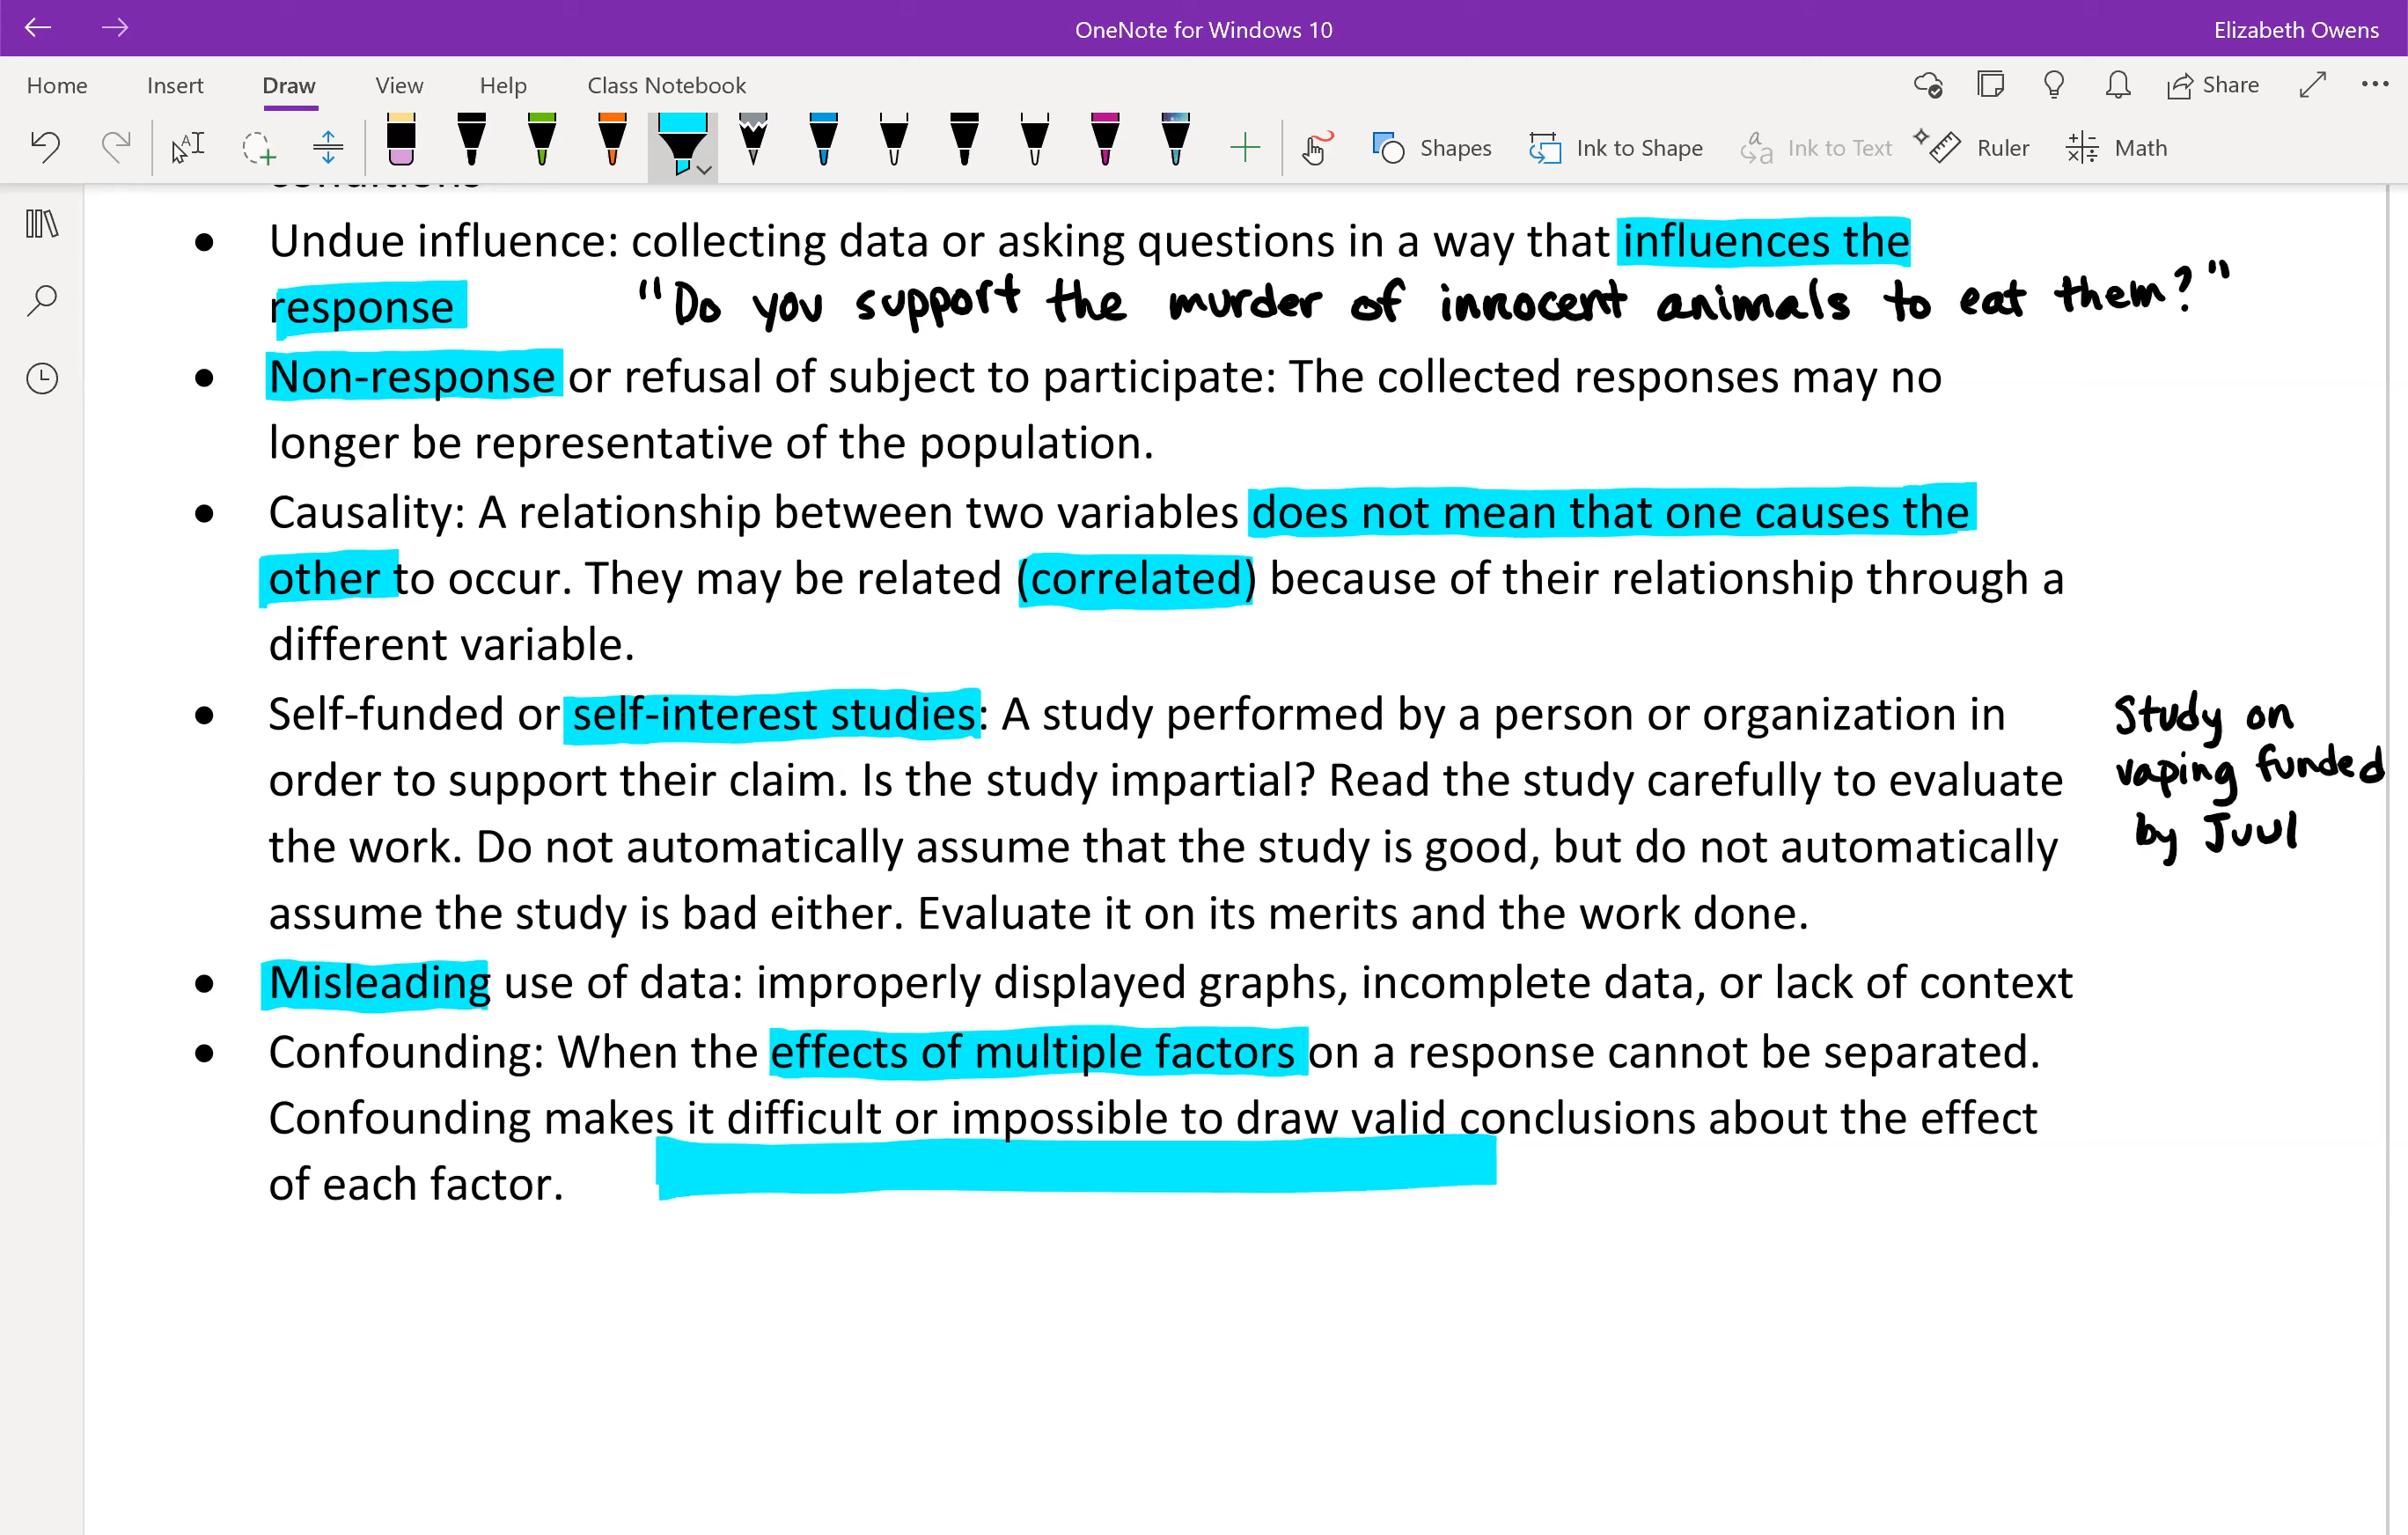 OneNote for Windows 10
Elizabeth Owens
Home Insert Draw View Help Class Notebook Share
Shapes Ink to Shape Ink to Text Ruler Math
conditions
• Undue influence: collecting data or asking questions in a way that influences the
response "Do you support the murder of innocent animals to eat them?"
• Non-response or refusal of subject to participate: The collected responses may no
longer be representative of the population.
• Causality: A relationship between two variables does not mean that one causes the
other to occur. They may be related (correlated) because of their relationship through a
different variable.
• Self-funded or self-interest studies: A study performed by a person or organization in
order to support their claim. Is the study impartial? Read the study carefully to evaluate
the work. Do not automatically assume that the study is good, but do not automatically
assume the study is bad either. Evaluate it on its merits and the work done.
Study on
vaping funded
by Juul
• Misleading use of data: improperly displayed graphs, incomplete data, or lack of context
• Confounding: When the effects of multiple factors on a response cannot be separated.
Confounding makes it difficult or impossible to draw valid conclusions about the effect
of each factor.